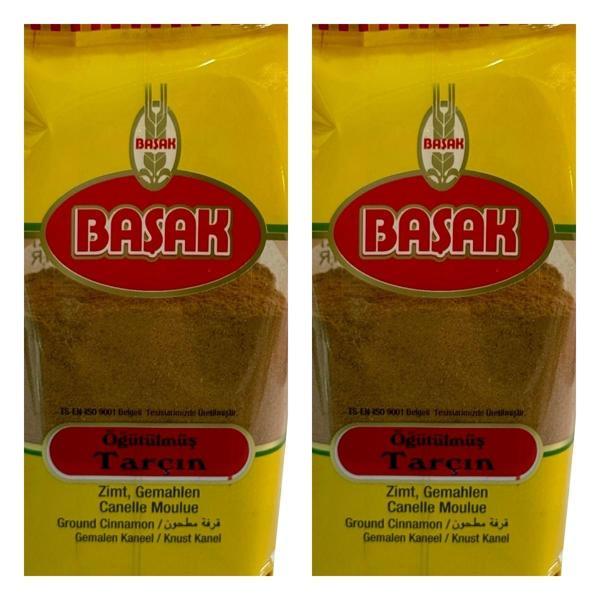 BAŞAK
BAŞAK
TS-EN-ISO 9001 Belgeli Tesislerimizde Üretilmiştir.
Öğütülmüş
Tarçın
Zimt, Gemahlen
Canelle Moulue
Ground Cinnamon / قرفة مطحون
Gemalen Kaneel / Knust Kanel
BAŞAK
BAŞAK
TS-EN-ISO 9001 Belgeli Tesislerimizde Üretilmiştir.
Öğütülmüş
Tarçın
Zimt, Gemahlen
Canelle Moulue
Ground Cinnamon / قرفة مطحون
Gemalen Kaneel / Knust Kanel